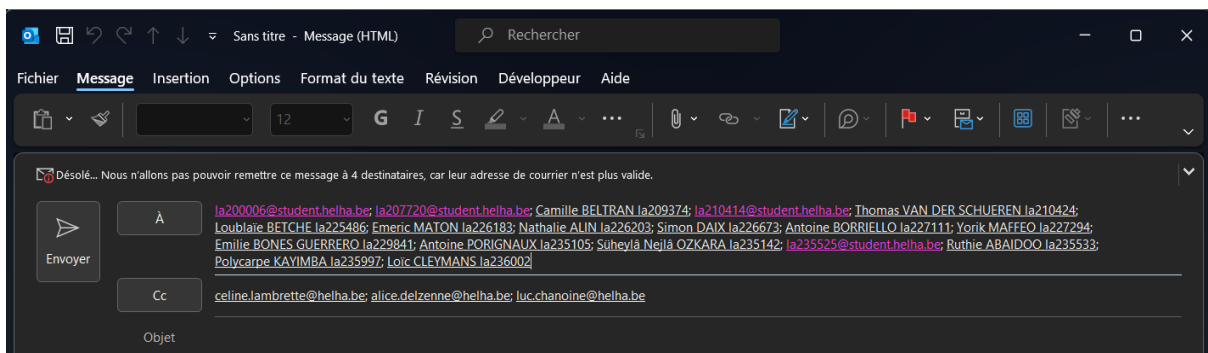 Sans titre - Message (HTML) Rechercher
Fichier Message Insertion Options Format du texte Révision Développeur Aide
12 G I S A
Désolé... Nous n'allons pas pouvoir remettre ce message à 4 destinataires, car leur adresse de courrier n'est plus valide.
À la200006@student.helha.be; la207720@student.helha.be; Camille BELTRAN la209374; la210414@student.helha.be; Thomas VAN DER SCHUEREN la210424;
Loublaïe BETCHE la225486; Emeric MATON la226183; Nathalie ALIN la226203; Simon DAIX la226673; Antoine BORRIELLO la227111; Yorik MAFFEO la227294;
Emilie BONES GUERRERO la229841; Antoine PORIGNAUX la235105; Süheylâ Nejlâ OZKARA la235142; la235525@student.helha.be; Ruthie ABAIDOO la235533;
Envoyer
Polycarpe KAYIMBA la235997; Loïc CLEYMANS la236002
Cc celine.lambrette@helha.be; alice.delzenne@helha.be; luc.chanoine@helha.be
Objet